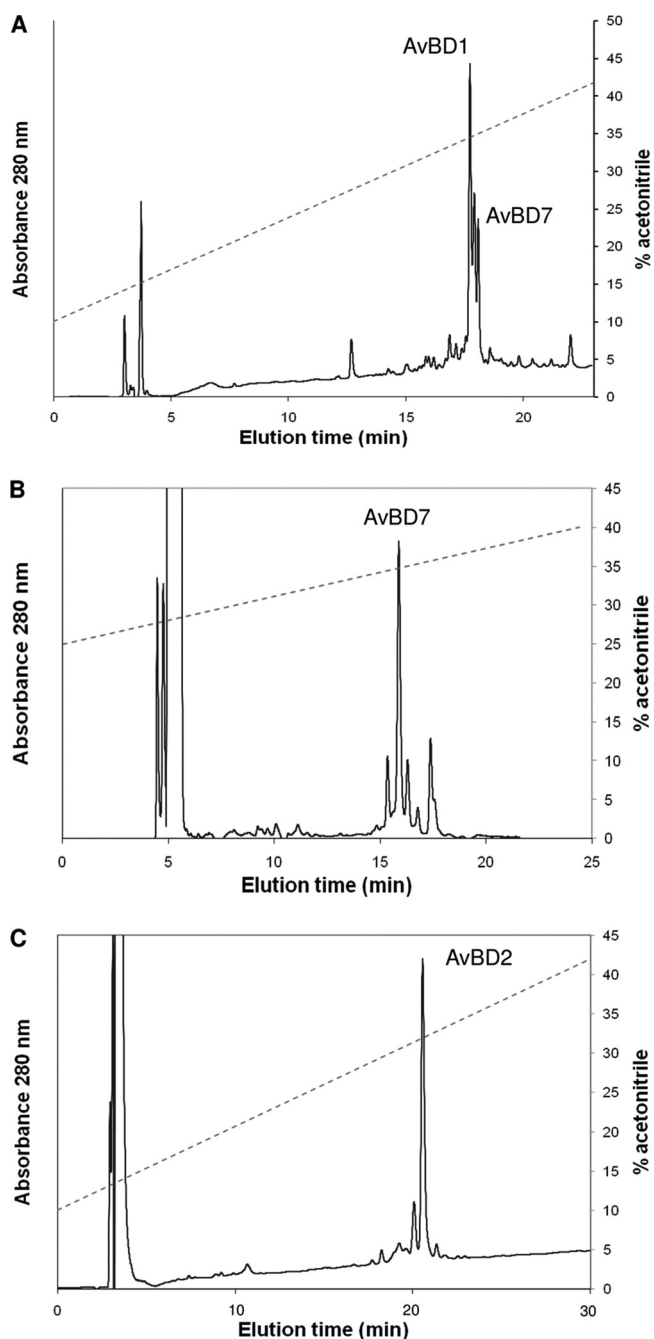 A
AvBD1
AvBD7
Absorbance 280 nm
% acetonitrile
50
45
40
35
30
25
20
15
10
5
0
0 5 10 15 20
Elution time (min)
B
AvBD7
Absorbance 280 nm
% acetonitrile
45
40
35
30
25
20
15
10
5
0
0 5 10 15 20 25
Elution time (min)
C
AvBD2
Absorbance 280 nm
% acetonitrile
45
40
35
30
25
20
15
10
5
0
0 10 20 30
Elution time (min)